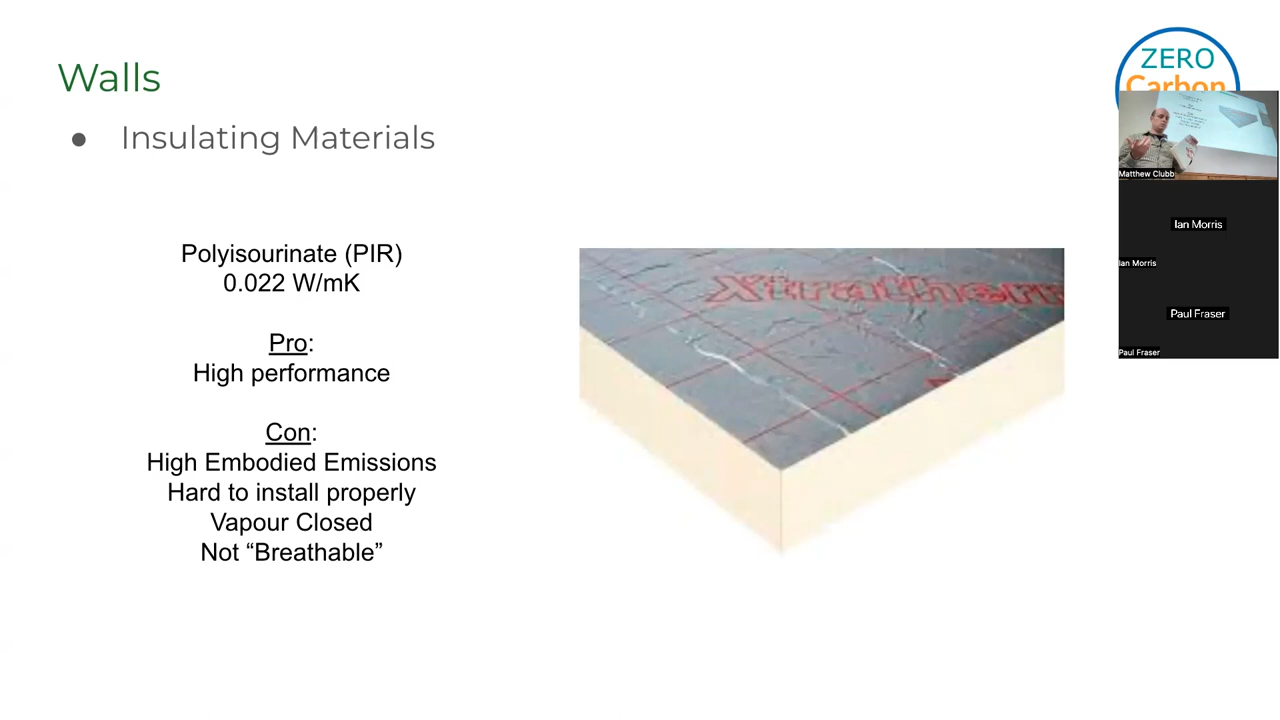 Walls
● Insulating Materials
Polyisourinate (PIR)
0.022 W/mK
Pro:
High performance
Con:
High Embodied Emissions
Hard to install properly
Vapour Closed
Not “Breathable”
Xtratherm
ZERO
Carbon
Matthew Clubb
Ian Morris
Ian Morris
Paul Fraser
Paul Fraser